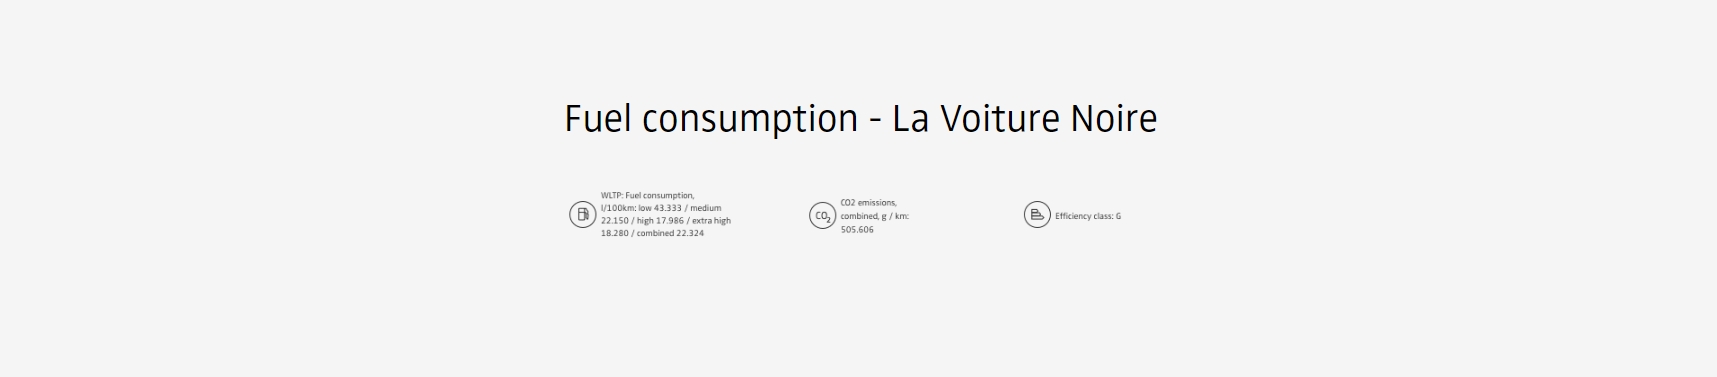 Fuel consumption - La Voiture Noire
WLTP: Fuel consumption,
l/100km: low 43.333 / medium
22.150 / high 17.986 / extra high
18.280 / combined 22.324
CO2
CO2 emissions,
combined, g / km:
505.606
Efficiency class: G